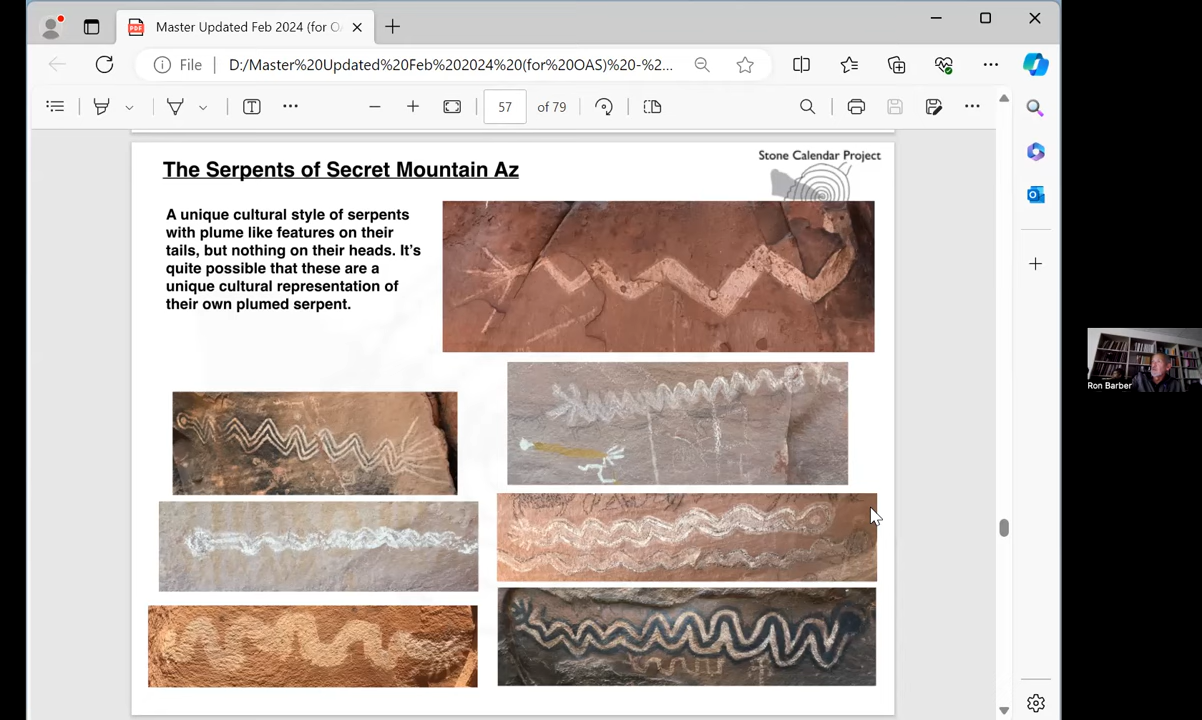 Master Updated Feb 2024 (for O
File
D:/Master%20Updated%20Feb%202024%20(for%20OAS)%20-%2...
57 of 79
The Serpents of Secret Mountain Az
Stone Calendar Project
A unique cultural style of serpents
with plume like features on their
tails, but nothing on their heads. It's
quite possible that these are a
unique cultural representation of
their own plumed serpent.
Ron Barber